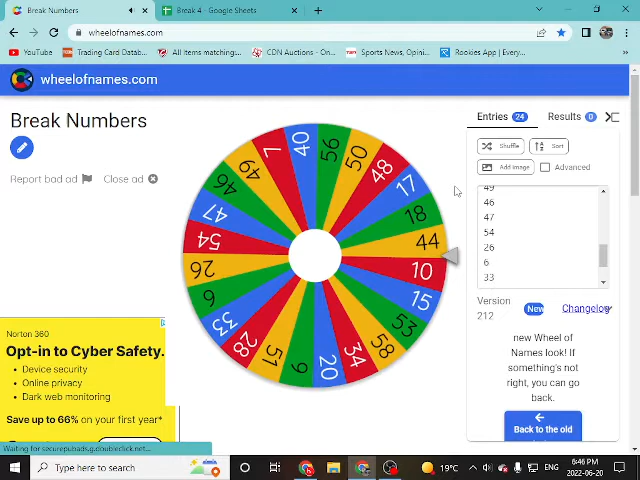 Break Numbers
Break 4 - Google Sheets
wheelofnames.com
YouTube
Trading Card Datab...
All Items matching:...
CDN Auctions - On...
Sports News, Opini...
Rookies App | Every...
wheelofnames.com
Break Numbers
Report bad ad
Close ad
Entries 24
Results 0
Shuffle
Sort
Add image
Advanced
49
46
47
54
26
6
33
Version
212
New
Changelog
new Wheel of
Names look! If
something's not
right, you can go
back.
Back to the old
40
56
50
48
17
18
44
10
15
53
58
34
20
9
51
28
33
6
26
54
47
46
49
7
Norton 360
Opt-in to Cyber Safety.
Device security
Online privacy
Dark web monitoring
Save up to 66% on your first year*
Waiting for securepubads.g.doubleclick.net...
Type here to search
19°C
ENG
6:46 PM
2022-06-20